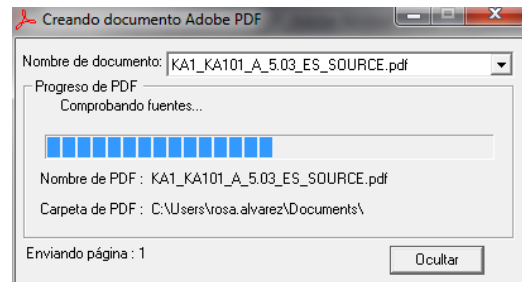 Creando documento Adobe PDF
Nombre de documento: KA1_KA101_A_5.03_ES_SOURCE.pdf
Progreso de PDF
Comprobando fuentes...
Nombre de PDF : KA1_KA101_A_5.03_ES_SOURCE.pdf
Carpeta de PDF : C:\Users\rosa.alvarez\Documents\
Enviando página : 1
Ocultar